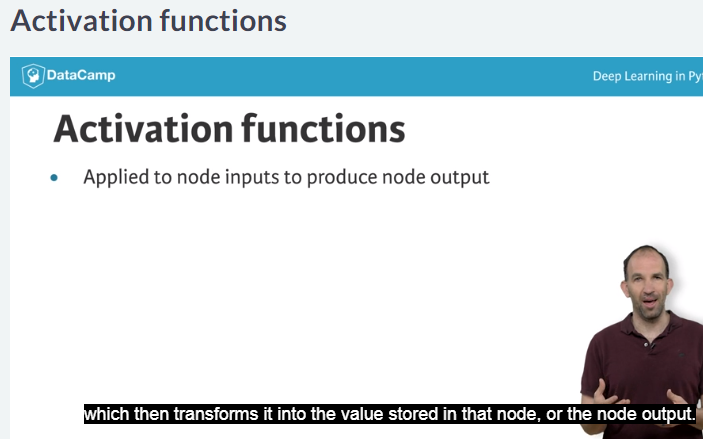 Activation functions
DataCamp
Deep Learning in Py
Activation functions
• Applied to node inputs to produce node output
which then transforms it into the value stored in that node, or the node output.